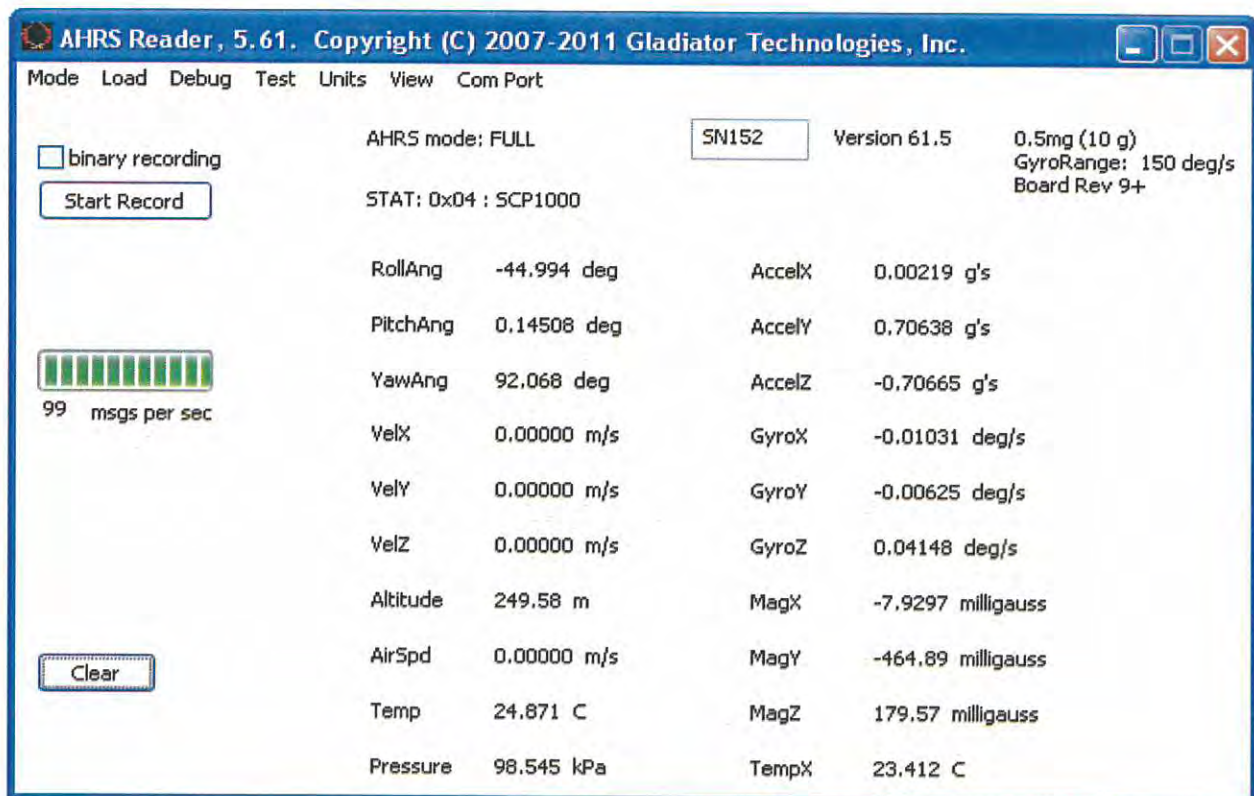 AHRS Reader, 5.61. Copyright (C) 2007-2011 Gladiator Technologies, Inc.
Mode Load Debug Test Units View Com Port
binary recording
Start Record
99 msgs per sec
Clear
AHRS mode: FULL
SN152
Version 61.5
0.5mg (10 g)
GyroRange: 150 deg/s
Board Rev 9+
STAT: 0x04 : SCP1000
RollAng -44.994 deg
PitchAng 0.14508 deg
YawAng 92.068 deg
VelX 0.00000 m/s
VelY 0.00000 m/s
VelZ 0.00000 m/s
Altitude 249.58 m
AirSpd 0.00000 m/s
Temp 24.871 C
Pressure 98.545 kPa
AccelX 0.00219 g's
AccelY 0.70638 g's
AccelZ -0.70665 g's
GyroX -0.01031 deg/s
GyroY -0.00625 deg/s
GyroZ 0.04148 deg/s
MagX -7.9297 milligauss
MagY -464.89 milligauss
MagZ 179.57 milligauss
TempX 23.412 C